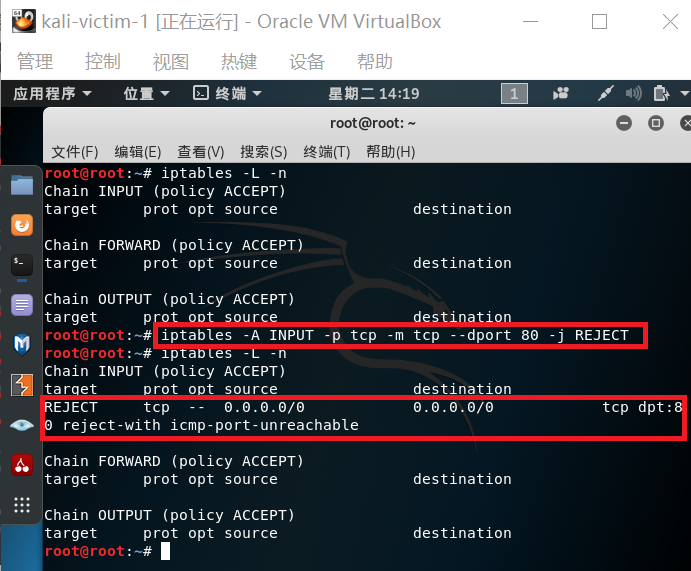 kali-victim-1 [正在运行] - Oracle VM VirtualBox
管理 控制 视图 热键 设备 帮助
应用程序 位置 终端 星期二 14:19 1
root@root: ~
文件(F) 编辑(E) 查看(V) 搜索(S) 终端(T) 帮助(H)
root@root:~# iptables -L -n
Chain INPUT (policy ACCEPT)
target prot opt source destination
Chain FORWARD (policy ACCEPT)
target prot opt source destination
Chain OUTPUT (policy ACCEPT)
target prot opt source destination
root@root:~# iptables -A INPUT -p tcp -m tcp --dport 80 -j REJECT
root@root:~# iptables -L -n
Chain INPUT (policy ACCEPT)
target prot opt source destination
REJECT tcp -- 0.0.0.0/0 0.0.0.0/0 tcp dpt:8
0 reject-with icmp-port-unreachable
Chain FORWARD (policy ACCEPT)
target prot opt source destination
Chain OUTPUT (policy ACCEPT)
target prot opt source destination
root@root:~#